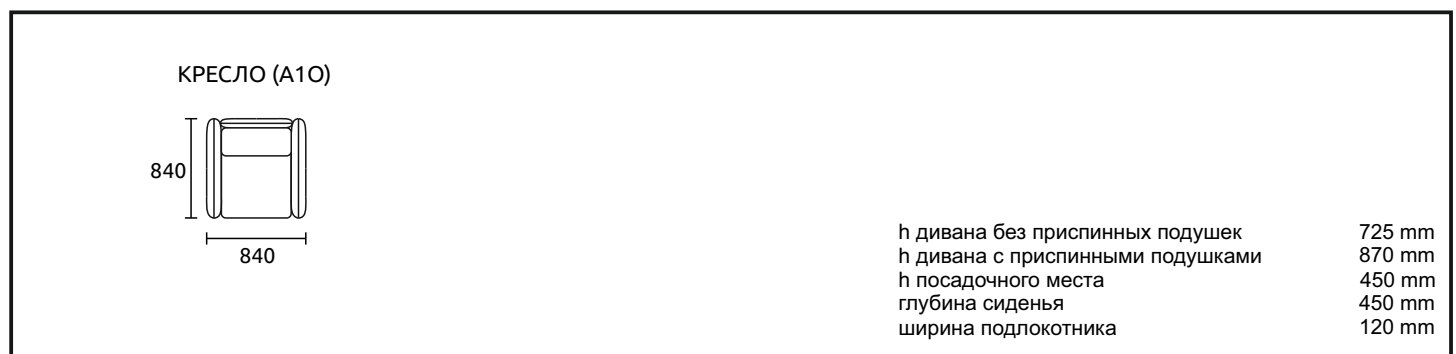 КРЕСЛО (А1О)
840
840
h дивана без приспинных подушек 725 mm
h дивана с приспинными подушками 870 mm
h посадочного места 450 mm
глубина сиденья 450 mm
ширина подлокотника 120 mm